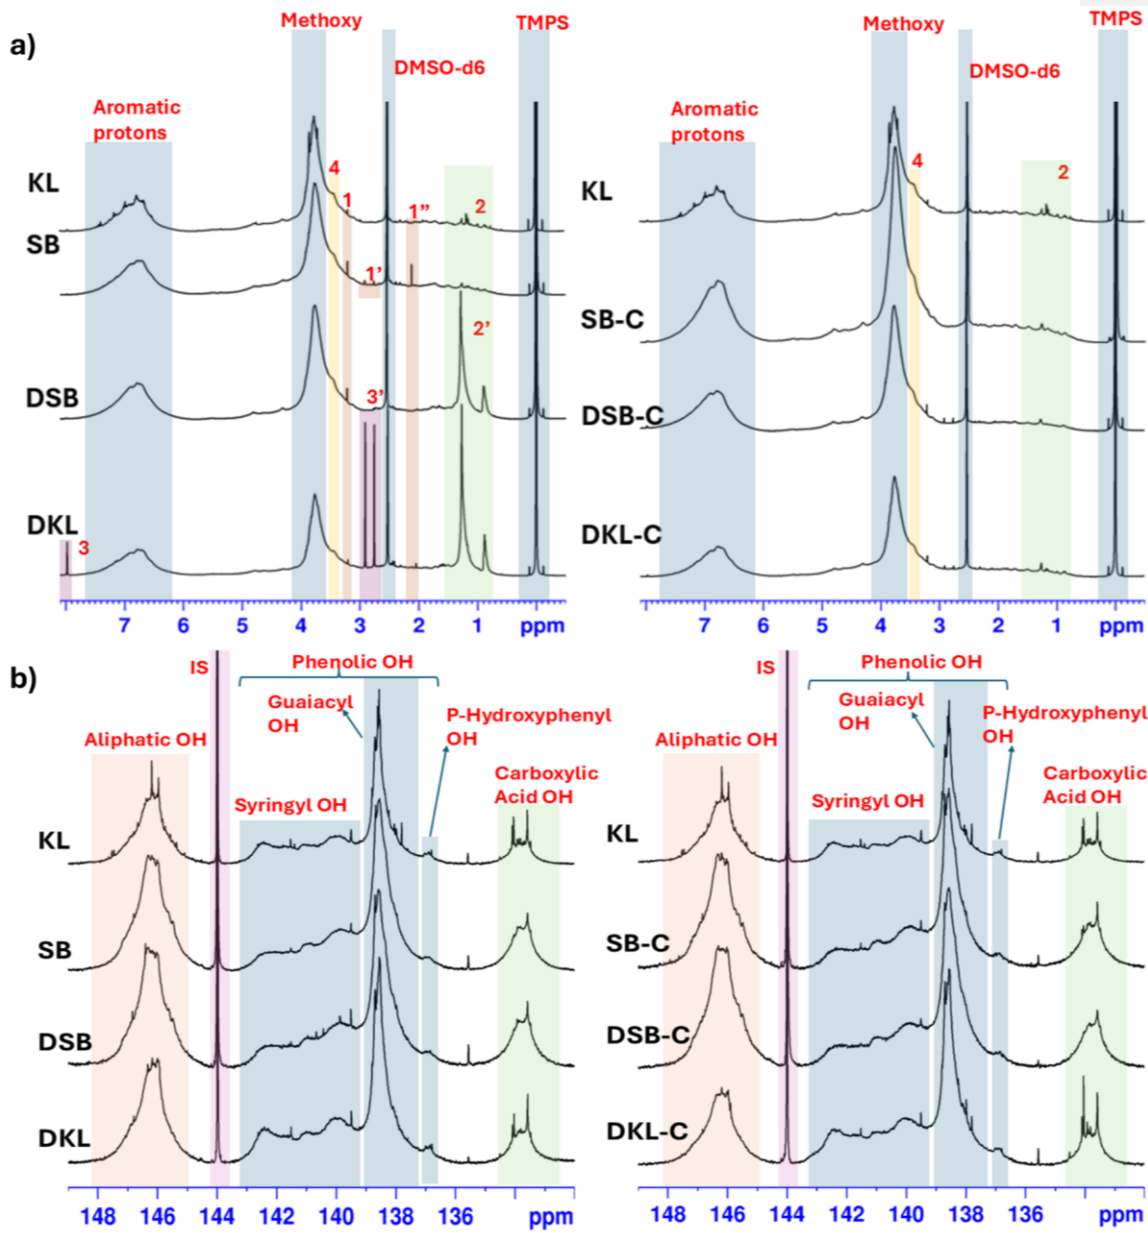 a)
Methoxy
TMPS
DMSO-d6
Aromatic
protons
KL
4
1
1”
2
SB
1’
2’
DSB
3’
DKL
3
7 6 5 4 3 2 1 ppm
Methoxy
TMPS
DMSO-d6
Aromatic
protons
4
2
KL
SB-C
DSB-C
DKL-C
7 6 5 4 3 2 1 ppm
b)
IS
Phenolic OH
Guaiacyl
OH
P-Hydroxyphenyl
OH
Aliphatic OH
Carboxylic
Acid OH
Syringyl OH
KL
SB
DSB
DKL
148 146 144 142 140 138 136 ppm
IS
Phenolic OH
Guaiacyl
OH
P-Hydroxyphenyl
OH
Aliphatic OH
Carboxylic
Acid OH
Syringyl OH
KL
SB-C
DSB-C
DKL-C
148 146 144 142 140 138 136 ppm